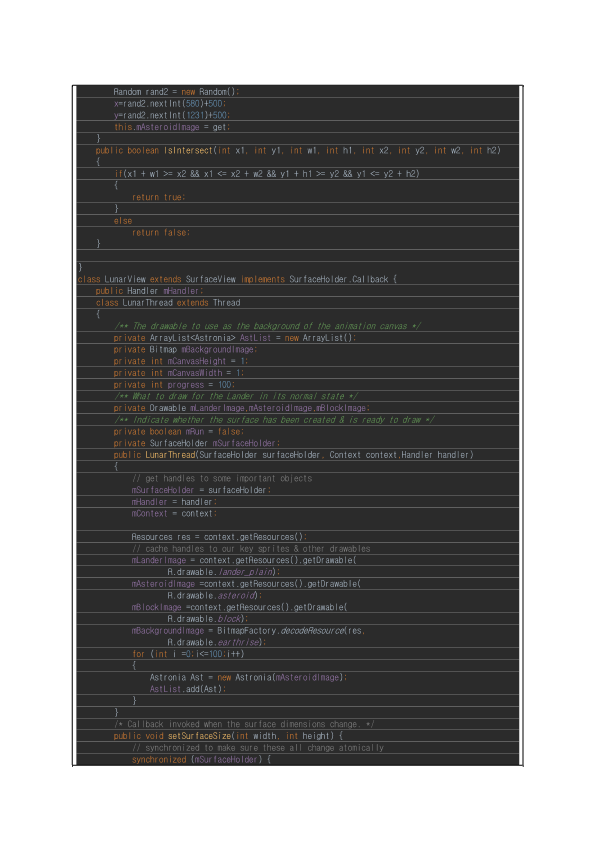 Random rand2 = new Random();
x=rand2.nextInt(580)+500;
y=rand2.nextInt(1231)+500;
this.mAsteroidImage = get;
}
public boolean IsIntersect(int x1, int y1, int w1, int h1, int x2, int y2, int w2, int h2)
{
if(x1 + w1 >= x2 && x1 <= x2 + w2 && y1 + h1 >= y2 && y1 <= y2 + h2)
{
return true;
}
else
return false;
}
}
class LunarView extends SurfaceView implements SurfaceHolder.Callback {
public Handler mHandler;
class LunarThread extends Thread
{
/** The drawable to use as the background of the animation canvas */
private ArrayList<Astronia> AstList = new ArrayList();
private Bitmap mBackgroundImage;
private int mCanvasHeight = 1;
private int mCanvasWidth = 1;
private int progress = 100;
/** What to draw for the Lander in its normal state */
private Drawable mLanderImage,mAsteroidImage,mBlockImage;
/** Indicate whether the surface has been created & is ready to draw */
private boolean mRun = false;
private SurfaceHolder mSurfaceHolder;
public LunarThread(SurfaceHolder surfaceHolder, Context context,Handler handler)
{
// get handles to some important objects
mSurfaceHolder = surfaceHolder;
mHandler = handler;
mContext = context;
Resources res = context.getResources();
// cache handles to our key sprites & other drawables
mLanderImage = context.getResources().getDrawable(
R.drawable.lander_plain);
mAsteroidImage =context.getResources().getDrawable(
R.drawable.asteroid);
mBlockImage =context.getResources().getDrawable(
R.drawable.block);
mBackgroundImage = BitmapFactory.decodeResource(res,
R.drawable.earthrise);
for (int i =0;i<=100;i++)
{
Astronia Ast = new Astronia(mAsteroidImage);
AstList.add(Ast);
}
}
/* Callback invoked when the surface dimensions change. */
public void setSurfaceSize(int width, int height) {
// synchronized to make sure these all change atomically
synchronized (mSurfaceHolder) {